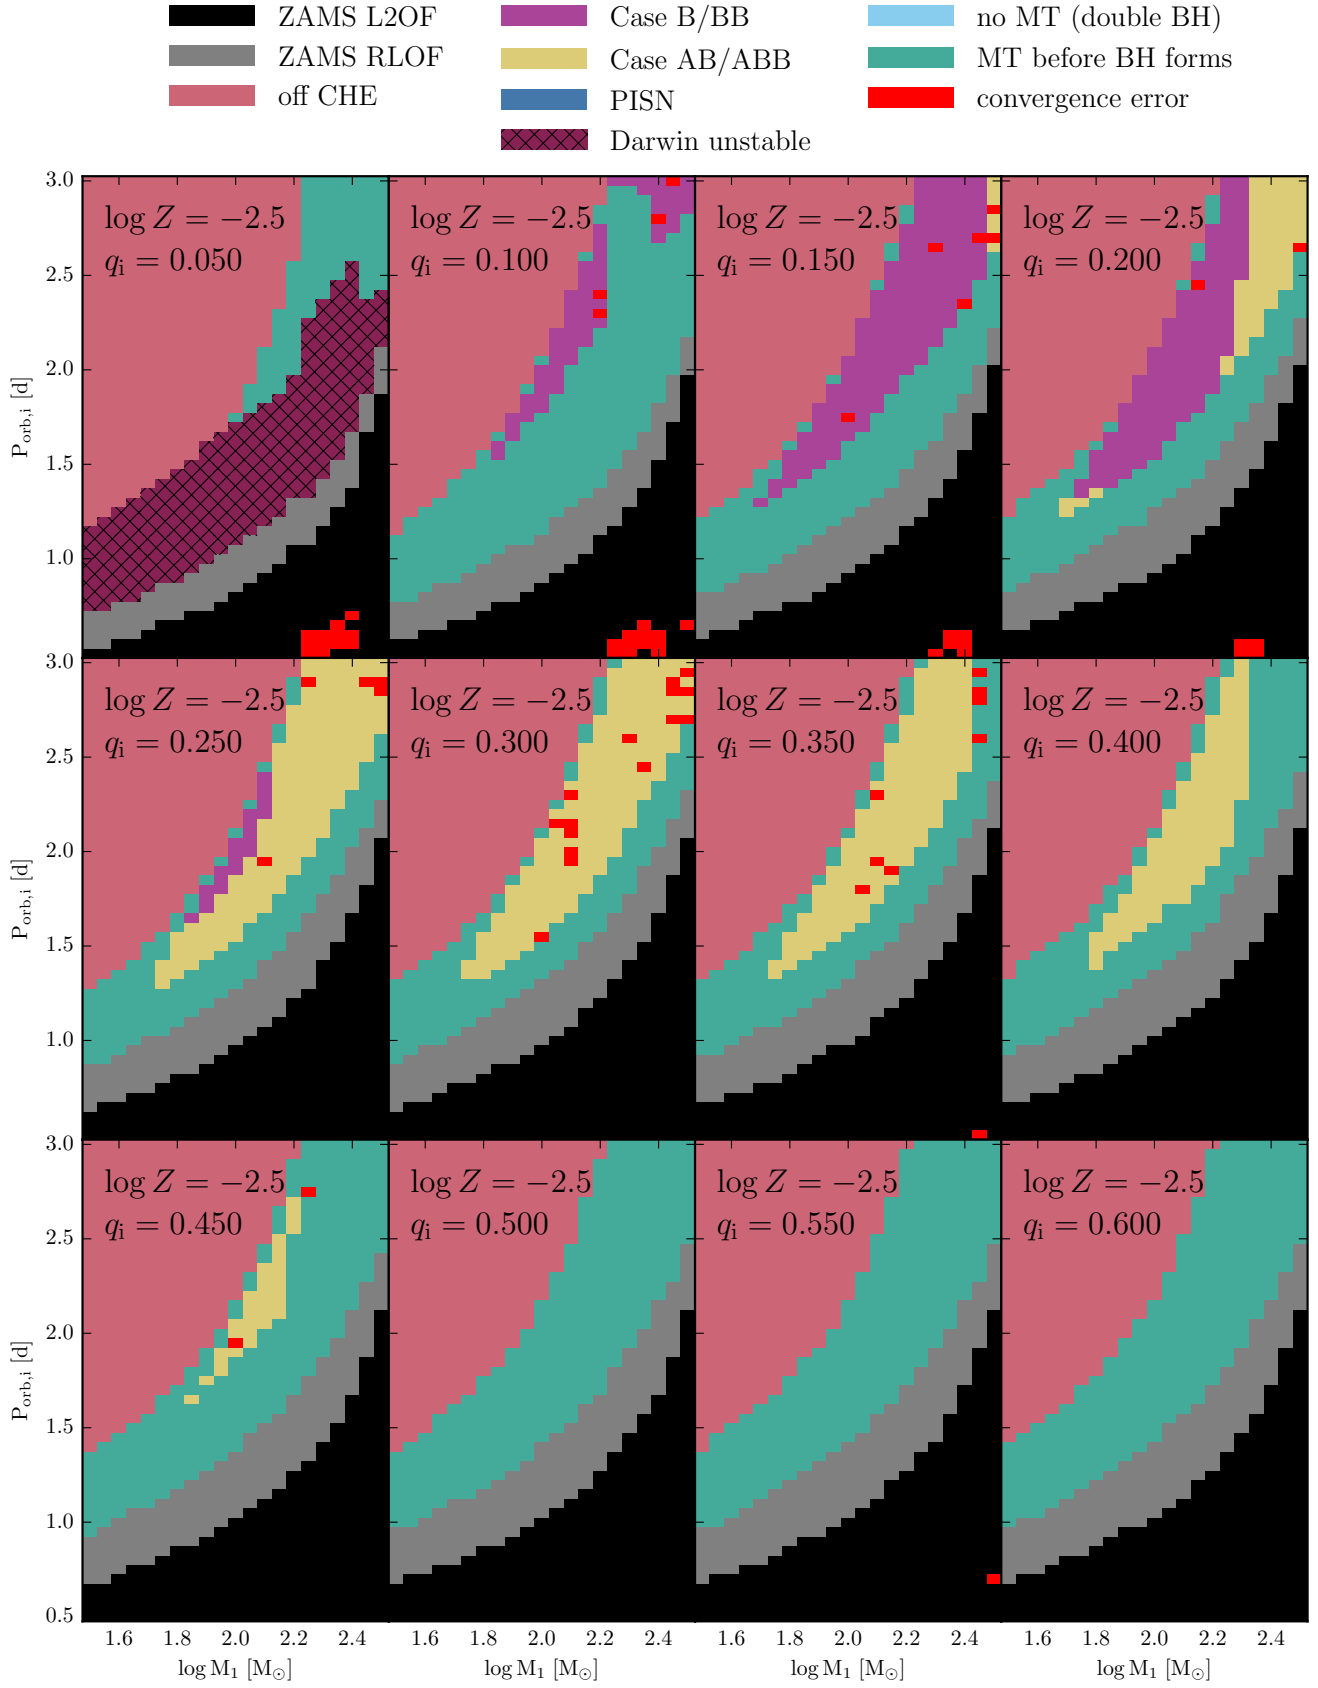 ZAMS L2OF
ZAMS RLOF
off CHE
Case B/BB
Case AB/ABB
PISN
Darwin unstable
no MT (double BH)
MT before BH forms
convergence error
3.0
2.5
2.0
1.5
1.0
P_orb,i [d]
log Z = −2.5
q_i = 0.050
log Z = −2.5
q_i = 0.100
log Z = −2.5
q_i = 0.150
log Z = −2.5
q_i = 0.200
3.0
2.5
2.0
1.5
1.0
P_orb,i [d]
log Z = −2.5
q_i = 0.250
log Z = −2.5
q_i = 0.300
log Z = −2.5
q_i = 0.350
log Z = −2.5
q_i = 0.400
3.0
2.5
2.0
1.5
1.0
0.5
P_orb,i [d]
log Z = −2.5
q_i = 0.450
log Z = −2.5
q_i = 0.500
log Z = −2.5
q_i = 0.550
log Z = −2.5
q_i = 0.600
1.6 1.8 2.0 2.2 2.4
1.6 1.8 2.0 2.2 2.4
1.6 1.8 2.0 2.2 2.4
1.6 1.8 2.0 2.2 2.4
log M₁ [M☉]
log M₁ [M☉]
log M₁ [M☉]
log M₁ [M☉]